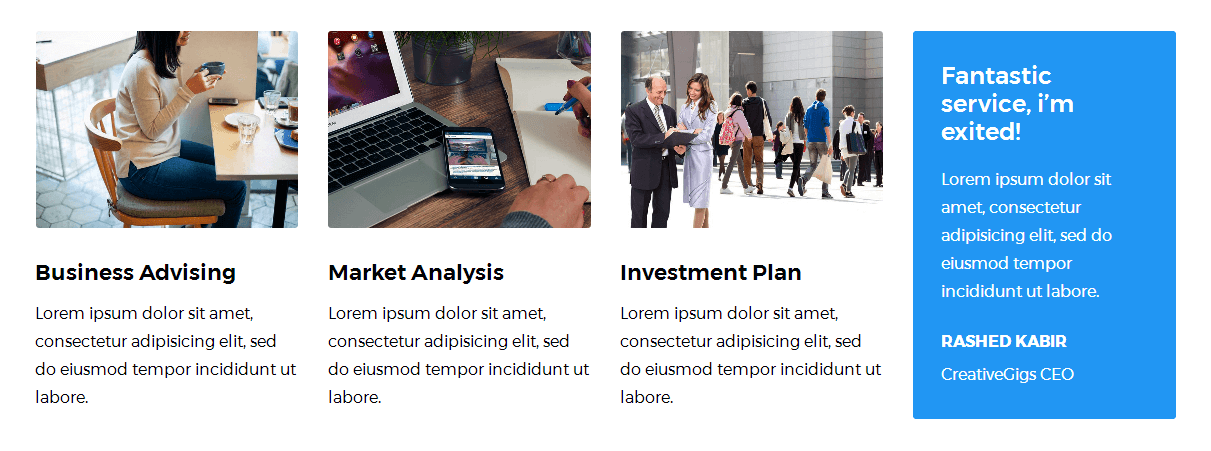 Business Advising
Lorem ipsum dolor sit amet,
consectetur adipisicing elit, sed
do eiusmod tempor incididunt ut
labore.
Market Analysis
Lorem ipsum dolor sit amet,
consectetur adipisicing elit, sed
do eiusmod tempor incididunt ut
labore.
Investment Plan
Lorem ipsum dolor sit amet,
consectetur adipisicing elit, sed
do eiusmod tempor incididunt ut
labore.
Fantastic
service, i’m
exited!
Lorem ipsum dolor sit
amet, consectetur
adipisicing elit, sed do
eiusmod tempor
incididunt ut labore.
RASHED KABIR
CreativeGigs CEO